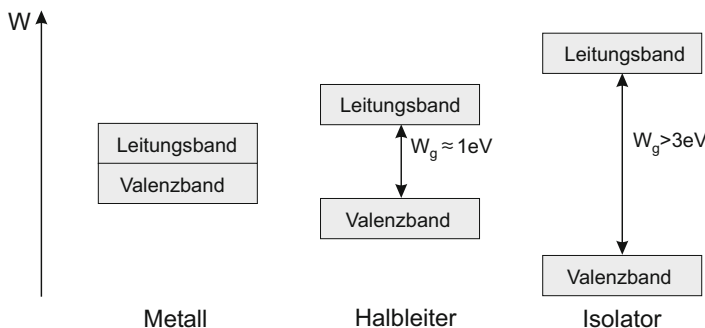 W
Leitungsband
Valenzband
Metall
Leitungsband
W_g ≈ 1eV
Valenzband
Halbleiter
Leitungsband
W_g>3eV
Valenzband
Isolator